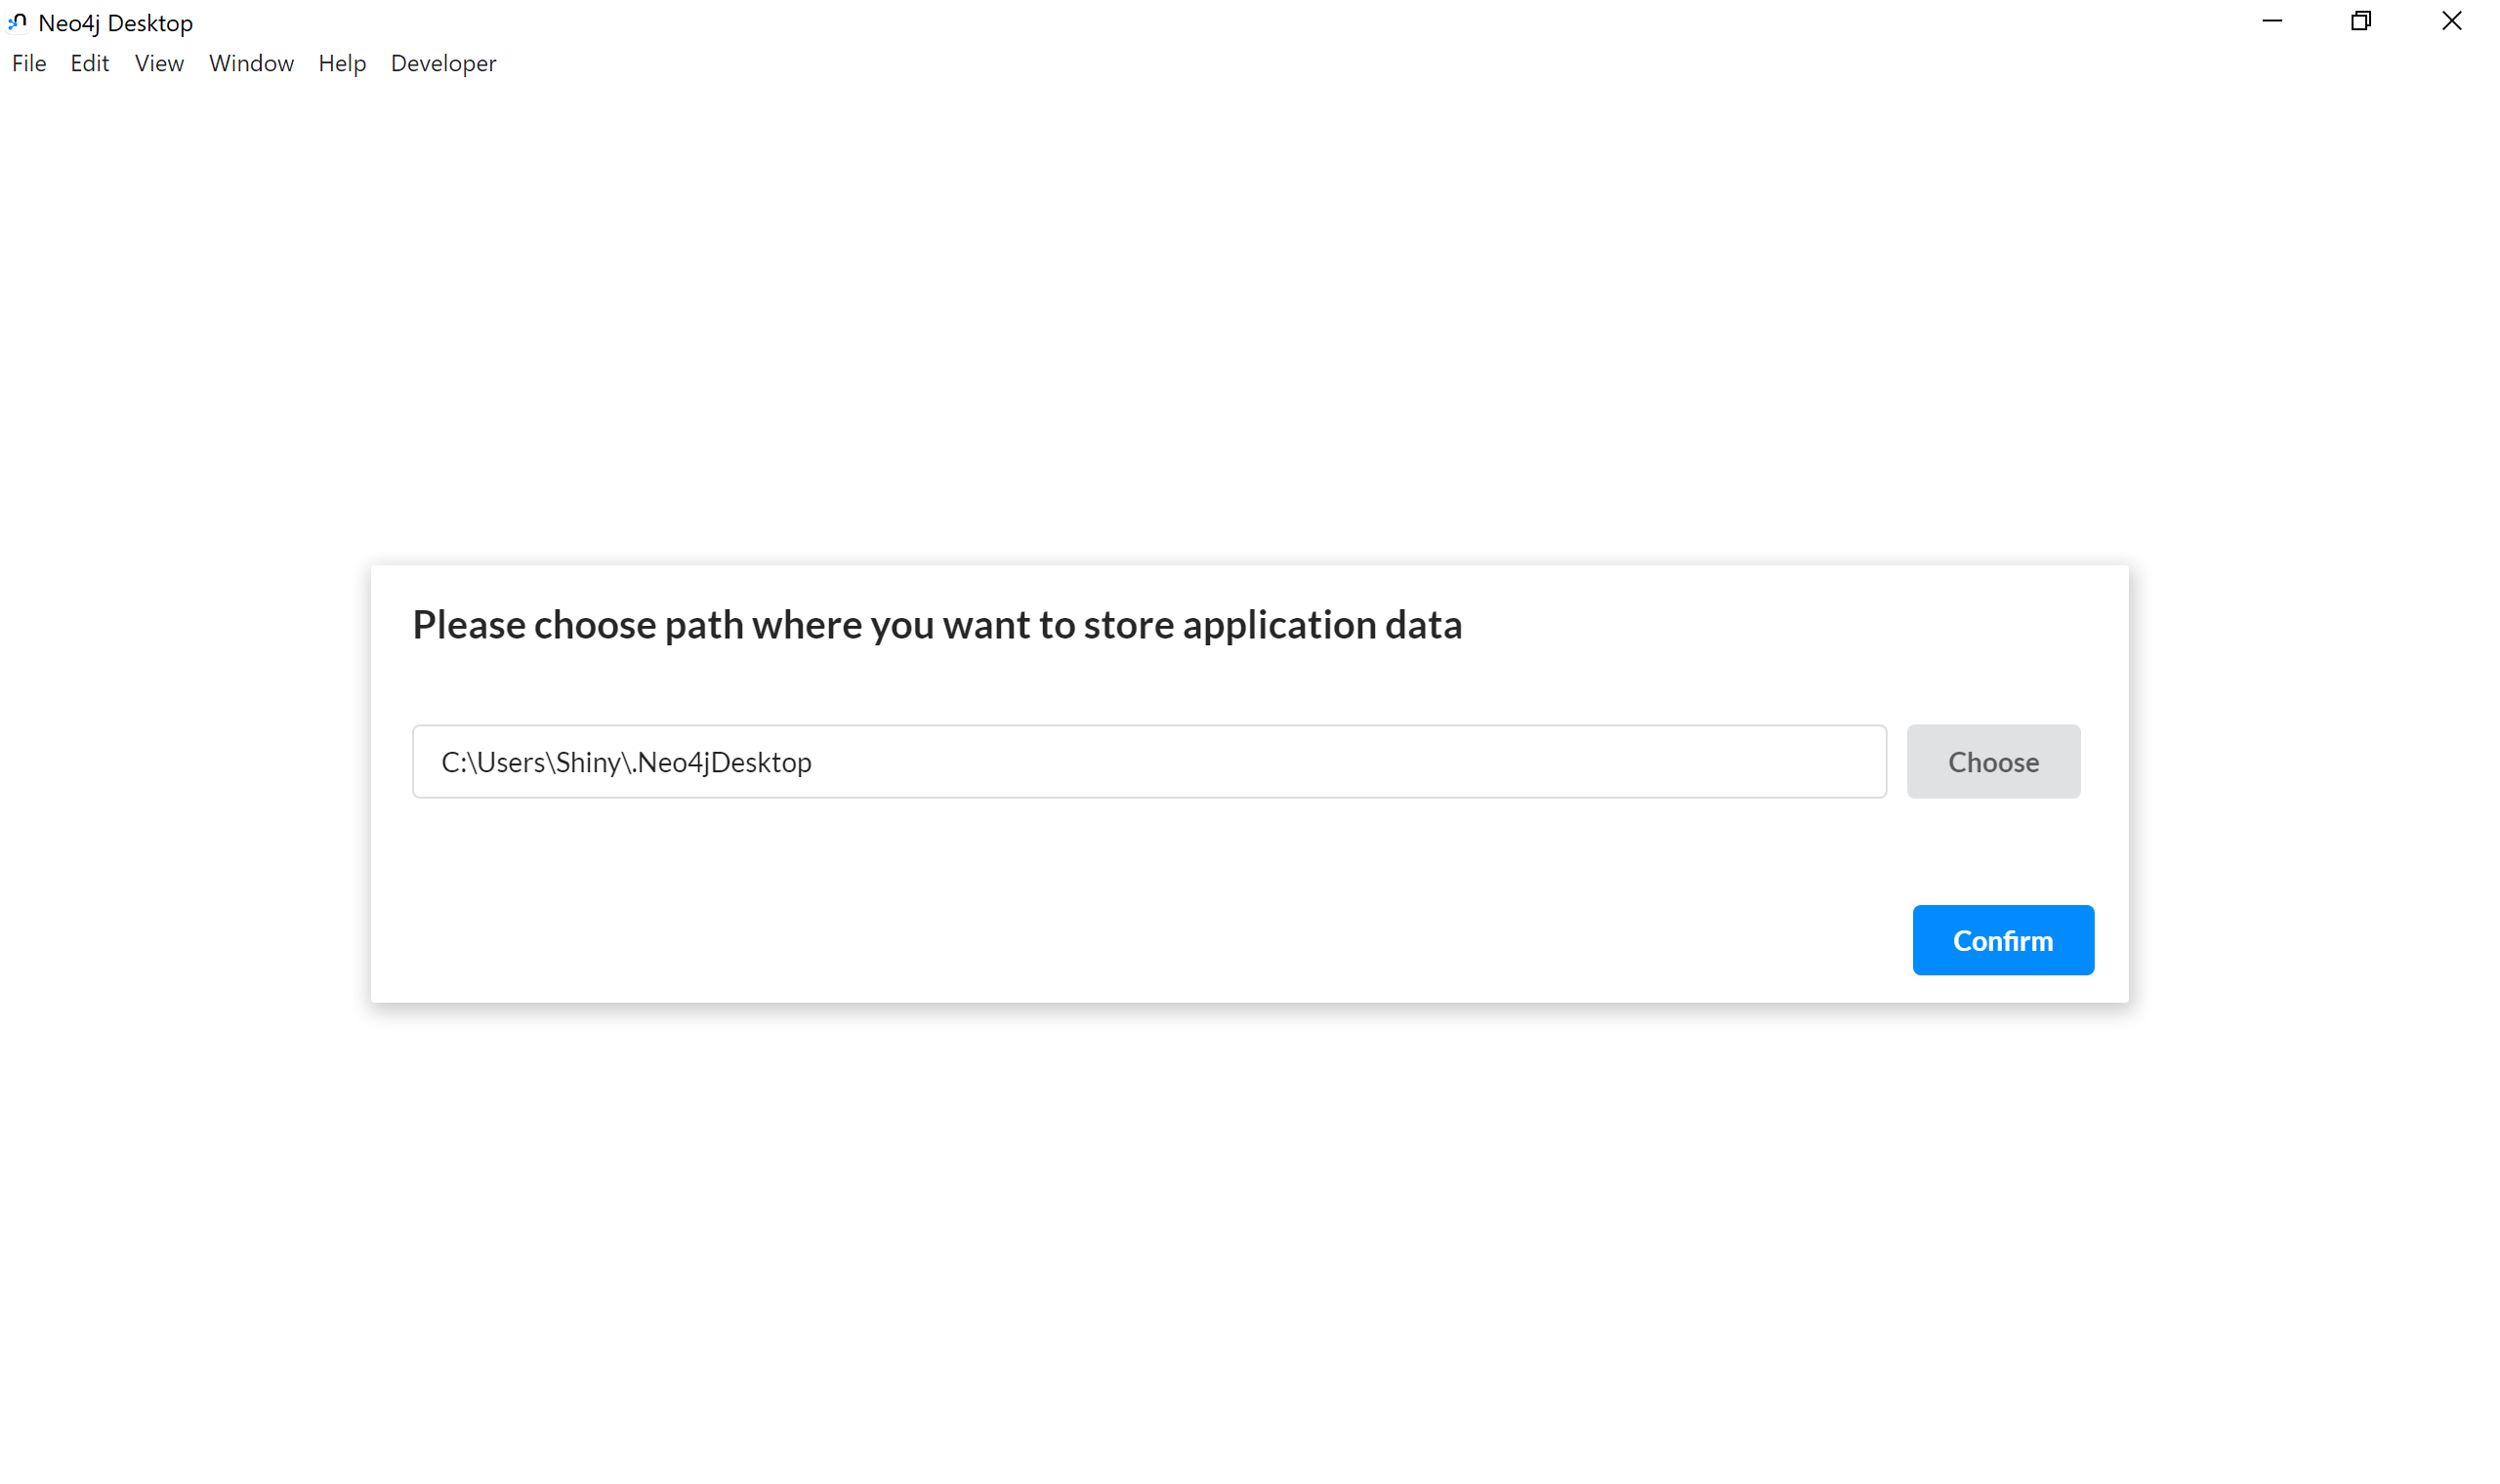 Neo4j Desktop
File Edit View Window Help Developer
Please choose path where you want to store application data
C:\Users\Shiny\.Neo4jDesktop Choose
Confirm